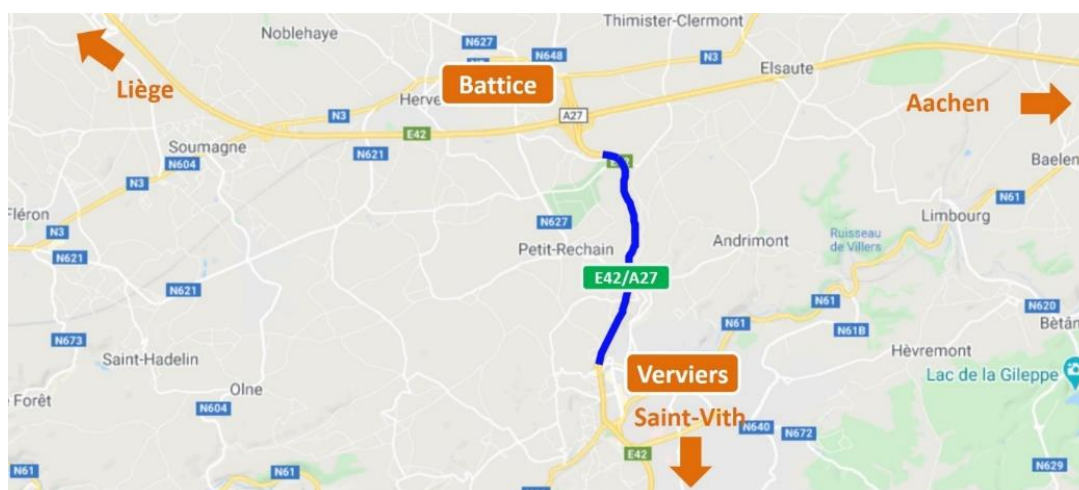 Thimister-Clermont
Noblehaye
N627
N648
N3
Battice
Elsaute
Liège
Herve
A27
Aachen
N3
E42
Soumagne
N621
N604
N3
Baelen
N61
Fléron
N3
N627
Limbourg
Ruisseau
de Villers
Petit-Rechain
Andrimont
N621
E42/A27
N621
N61
N620
N61
N61B
Bètân
N673
Saint-Hadelin
Hèvremont
Verviers
Lac de la Gileppe
Olne
Forêt
N604
Saint-Vith
N640
N672
E42
N61
N61
N629